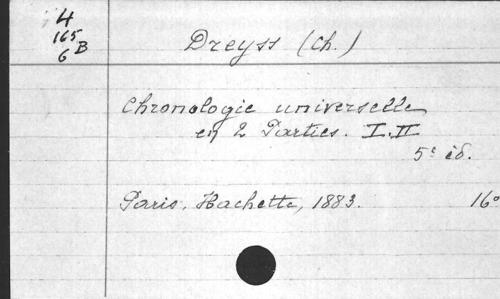 4
165
6 B
Dreyss (Ch.)
Chronologie universelle
en 2 Parties. I. II
5e éd.
Paris, Hachette, 1883. 16°